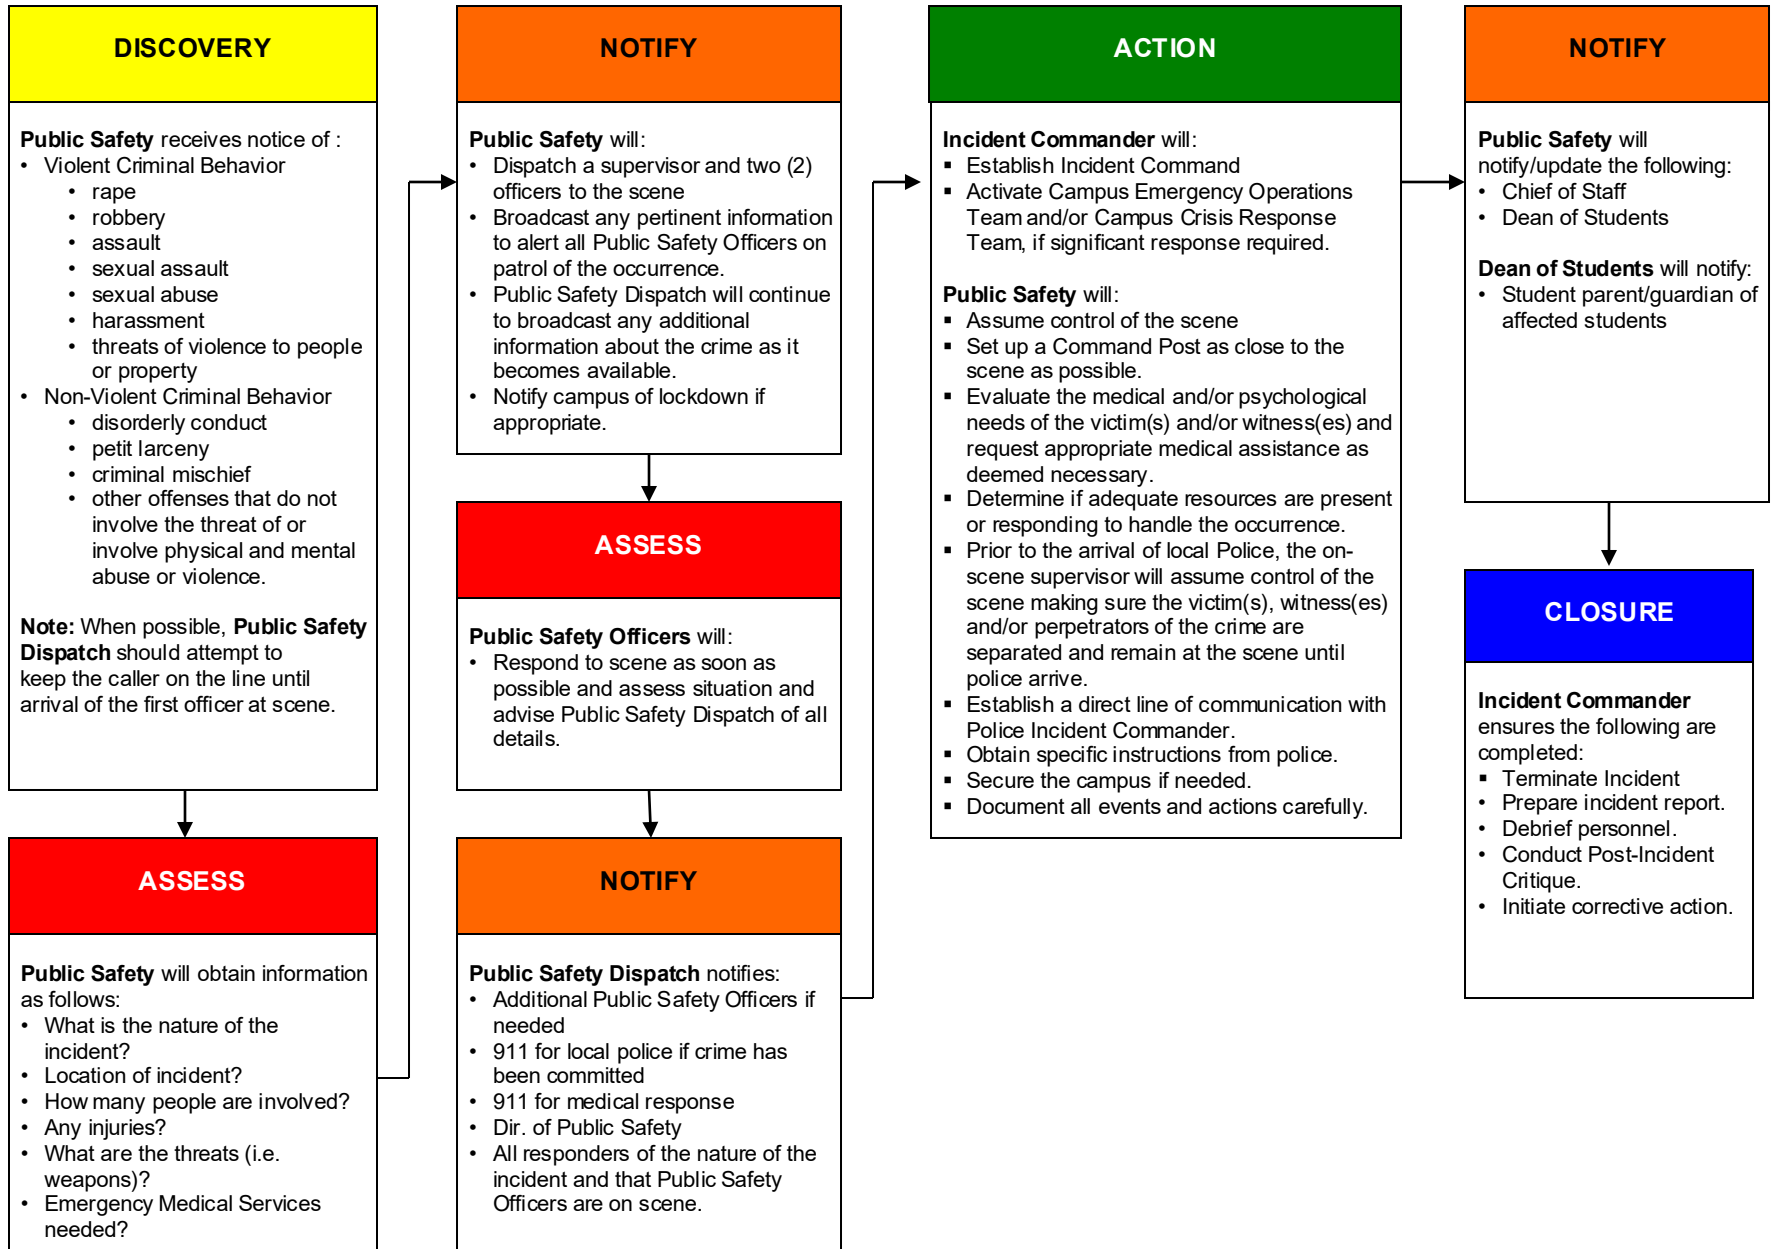 DISCOVERY
Public Safety receives notice of :
• Violent Criminal Behavior
• rape
• robbery
• assault
• sexual assault
• sexual abuse
• harassment
• threats of violence to people
or property
• Non-Violent Criminal Behavior
• disorderly conduct
• petit larceny
• criminal mischief
• other offenses that do not
involve the threat of or
involve physical and mental
abuse or violence.
Note: When possible, Public Safety
Dispatch should attempt to
keep the caller on the line until
arrival of the first officer at scene.
ASSESS
Public Safety will obtain information
as follows:
• What is the nature of the
incident?
• Location of incident?
• How many people are involved?
• Any injuries?
• What are the threats (i.e.
weapons)?
• Emergency Medical Services
needed?
NOTIFY
Public Safety will:
• Dispatch a supervisor and two (2)
officers to the scene
• Broadcast any pertinent information
to alert all Public Safety Officers on
patrol of the occurrence.
• Public Safety Dispatch will continue
to broadcast any additional
information about the crime as it
becomes available.
• Notify campus of lockdown if
appropriate.
ASSESS
Public Safety Officers will:
• Respond to scene as soon as
possible and assess situation and
advise Public Safety Dispatch of all
details.
NOTIFY
Public Safety Dispatch notifies:
• Additional Public Safety Officers if
needed
• 911 for local police if crime has
been committed
• 911 for medical response
• Dir. of Public Safety
• All responders of the nature of the
incident and that Public Safety
Officers are on scene.
ACTION
Incident Commander will:
▪ Establish Incident Command
▪ Activate Campus Emergency Operations
Team and/or Campus Crisis Response
Team, if significant response required.
Public Safety will:
▪ Assume control of the scene
▪ Set up a Command Post as close to the
scene as possible.
▪ Evaluate the medical and/or psychological
needs of the victim(s) and/or witness(es) and
request appropriate medical assistance as
deemed necessary.
▪ Determine if adequate resources are present
or responding to handle the occurrence.
▪ Prior to the arrival of local Police, the on-
scene supervisor will assume control of the
scene making sure the victim(s), witness(es)
and/or perpetrators of the crime are
separated and remain at the scene until
police arrive.
▪ Establish a direct line of communication with
Police Incident Commander.
▪ Obtain specific instructions from police.
▪ Secure the campus if needed.
▪ Document all events and actions carefully.
NOTIFY
Public Safety will
notify/update the following:
• Chief of Staff
• Dean of Students
Dean of Students will notify:
• Student parent/guardian of
affected students
CLOSURE
Incident Commander
ensures the following are
completed:
▪ Terminate Incident
• Prepare incident report.
• Debrief personnel.
• Conduct Post-Incident
Critique.
• Initiate corrective action.